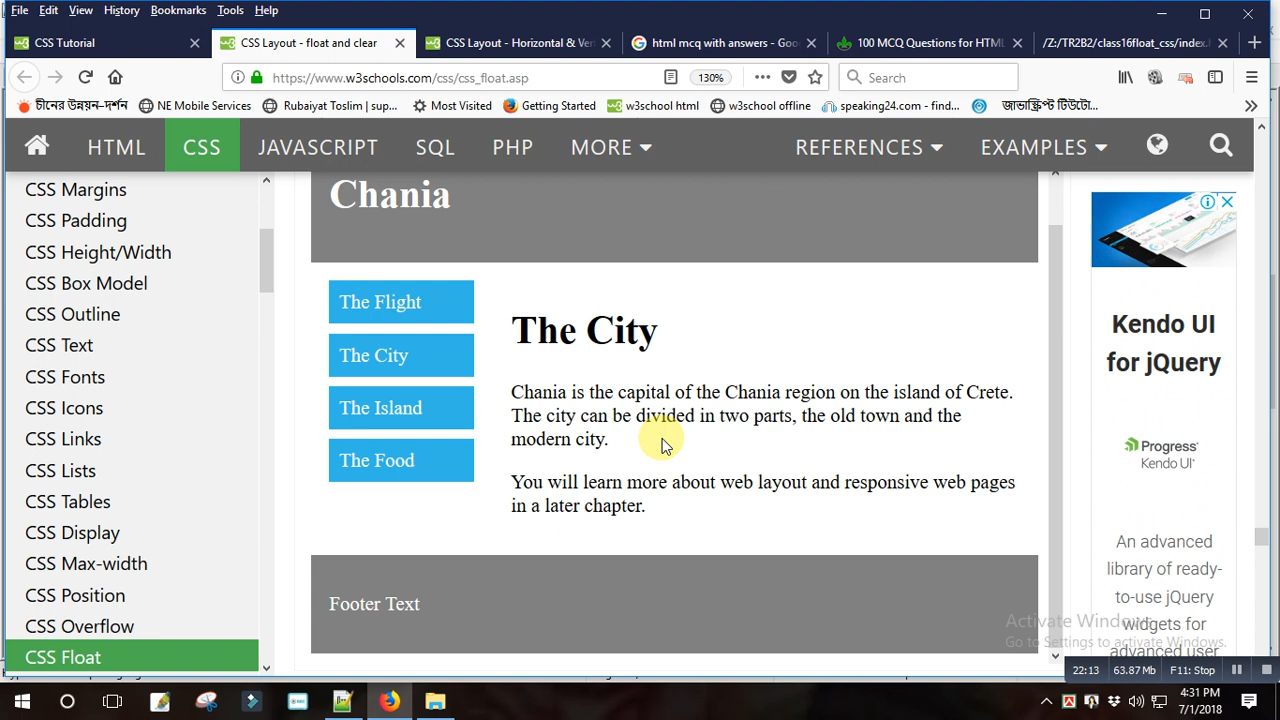 File Edit View History Bookmarks Tools Help
CSS Tutorial
CSS Layout - float and clear
CSS Layout - Horizontal & Ver
html mcq with answers - Goo
100 MCQ Questions for HTML
/Z:/TR2B2/class16float_css/index.h
https://www.w3schools.com/css/css_float.asp
130%
Search
চীনের উন্নয়ন-দর্শন
NE Mobile Services
Rubaiyat Toslim | sup...
Most Visited
Getting Started
w3school html
w3school offline
speaking24.com - find...
জাভাস্ক্রিপ্ট টিউটো...
HTML CSS JAVASCRIPT SQL PHP MORE REFERENCES EXAMPLES
CSS Margins
CSS Padding
CSS Height/Width
CSS Box Model
CSS Outline
CSS Text
CSS Fonts
CSS Icons
CSS Links
CSS Lists
CSS Tables
CSS Display
CSS Max-width
CSS Position
CSS Overflow
CSS Float
Chania
The Flight
The City
The Island
The Food
The City
Chania is the capital of the Chania region on the island of Crete.
The city can be divided in two parts, the old town and the
modern city.
You will learn more about web layout and responsive web pages
in a later chapter.
Footer Text
Kendo UI
for jQuery
Progress
Kendo UI
An advanced
library of ready-
to-use jQuery
widgets for
advanced user
Activate Windows
Go to Settings to activate Windows.
22:13 63.87 Mb F11: Stop
4:31 PM
7/1/2018